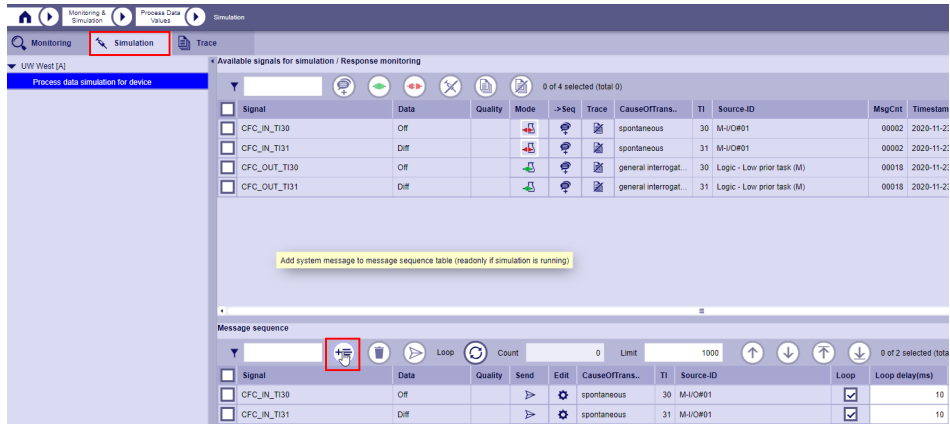 Monitoring & Simulation
Process Data Values
Simulation
Monitoring
Simulation
Trace
UW West [A]
Process data simulation for device
Available signals for simulation / Response monitoring
0 of 4 selected (total 0)
Signal Data Quality Mode ->Seq Trace CauseOfTrans.. TI Source-ID MsgCnt Timestam
CFC_IN_TI30 Off spontaneous 30 M-I/O#01 00002 2020-11-23
CFC_IN_TI31 Diff spontaneous 31 M-I/O#01 00002 2020-11-23
CFC_OUT_TI30 Off general interrogat... 30 Logic - Low prior task (M) 00018 2020-11-23
CFC_OUT_TI31 Diff general interrogat... 31 Logic - Low prior task (M) 00018 2020-11-23
Add system message to message sequence table (readonly if simulation is running)
Message sequence
Loop Count 0 Limit 1000 0 of 2 selected (tota
Signal Data Quality Send Edit CauseOfTrans.. TI Source-ID Loop Loop delay(ms)
CFC_IN_TI30 Off spontaneous 30 M-I/O#01 10
CFC_IN_TI31 Diff spontaneous 31 M-I/O#01 10